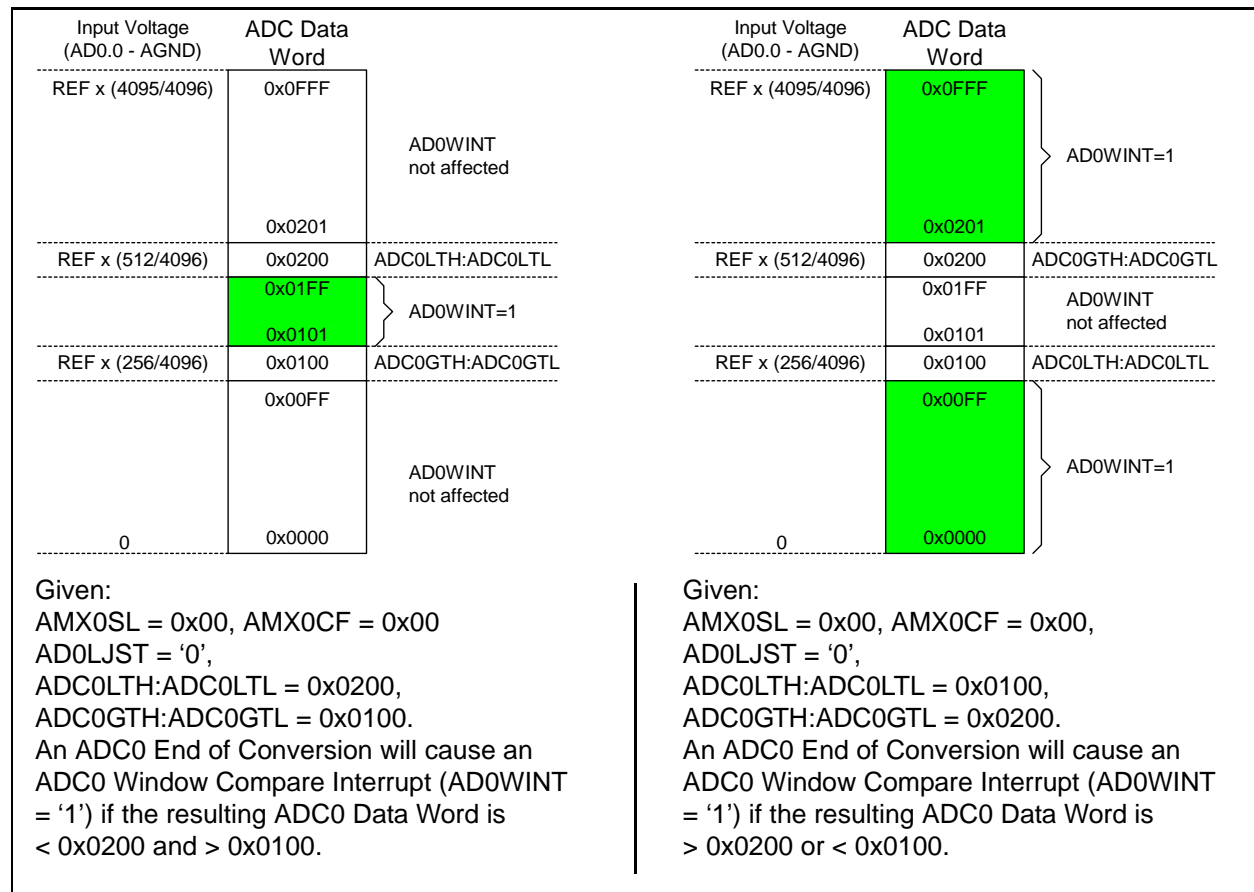 Input Voltage
(AD0.0 - AGND)
ADC Data
Word
REF x (4095/4096)
0x0FFF
AD0WINT
not affected
0x0201
REF x (512/4096)
0x0200
ADC0LTH:ADC0LTL
0x01FF
AD0WINT=1
0x0101
REF x (256/4096)
0x0100
ADC0GTH:ADC0GTL
0x00FF
AD0WINT
not affected
0
0x0000
Given:
AMX0SL = 0x00, AMX0CF = 0x00
AD0LJST = ‘0’,
ADC0LTH:ADC0LTL = 0x0200,
ADC0GTH:ADC0GTL = 0x0100.
An ADC0 End of Conversion will cause an
ADC0 Window Compare Interrupt (AD0WINT
= ‘1’) if the resulting ADC0 Data Word is
< 0x0200 and > 0x0100.
Input Voltage
(AD0.0 - AGND)
ADC Data
Word
REF x (4095/4096)
0x0FFF
AD0WINT=1
0x0201
REF x (512/4096)
0x0200
ADC0GTH:ADC0GTL
0x01FF
AD0WINT
not affected
0x0101
REF x (256/4096)
0x0100
ADC0LTH:ADC0LTL
0x00FF
AD0WINT=1
0
0x0000
Given:
AMX0SL = 0x00, AMX0CF = 0x00,
AD0LJST = ‘0’,
ADC0LTH:ADC0LTL = 0x0100,
ADC0GTH:ADC0GTL = 0x0200.
An ADC0 End of Conversion will cause an
ADC0 Window Compare Interrupt (AD0WINT
= ‘1’) if the resulting ADC0 Data Word is
> 0x0200 or < 0x0100.